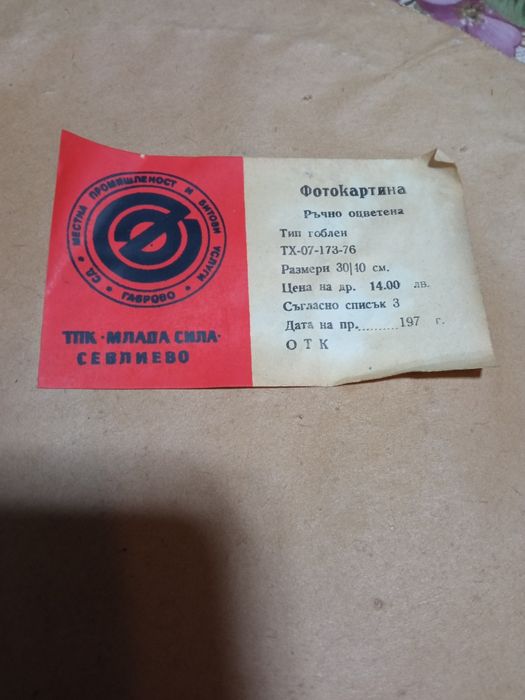 СД · МЕСТНА ПРОМИШЛЕНОСТ И БИТОВИ УСЛУГИ · ГАБРОВО ·
ТПК · МЛАДА СИЛА ·
СЕВЛИЕВО
Фотокартина
Ръчно оцветена
Тип гоблен
ТХ-07-173-76
Размери 30|40 см.
Цена на др. 14.00 лв.
Съгласно списък 3
Дата на пр.......... 197 г.
О Т К